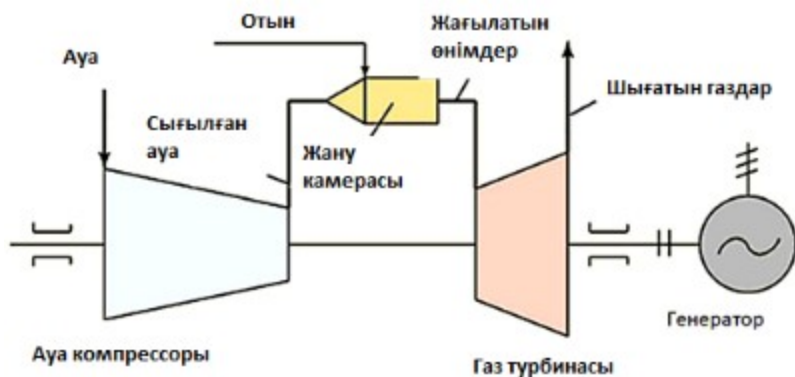 Отын
Жағылатын
өнімдер
Ауа
Шығатын газдар
Сығылған
ауа
Жану
камерасы
Генератор
Ауа компрессоры
Газ турбинасы